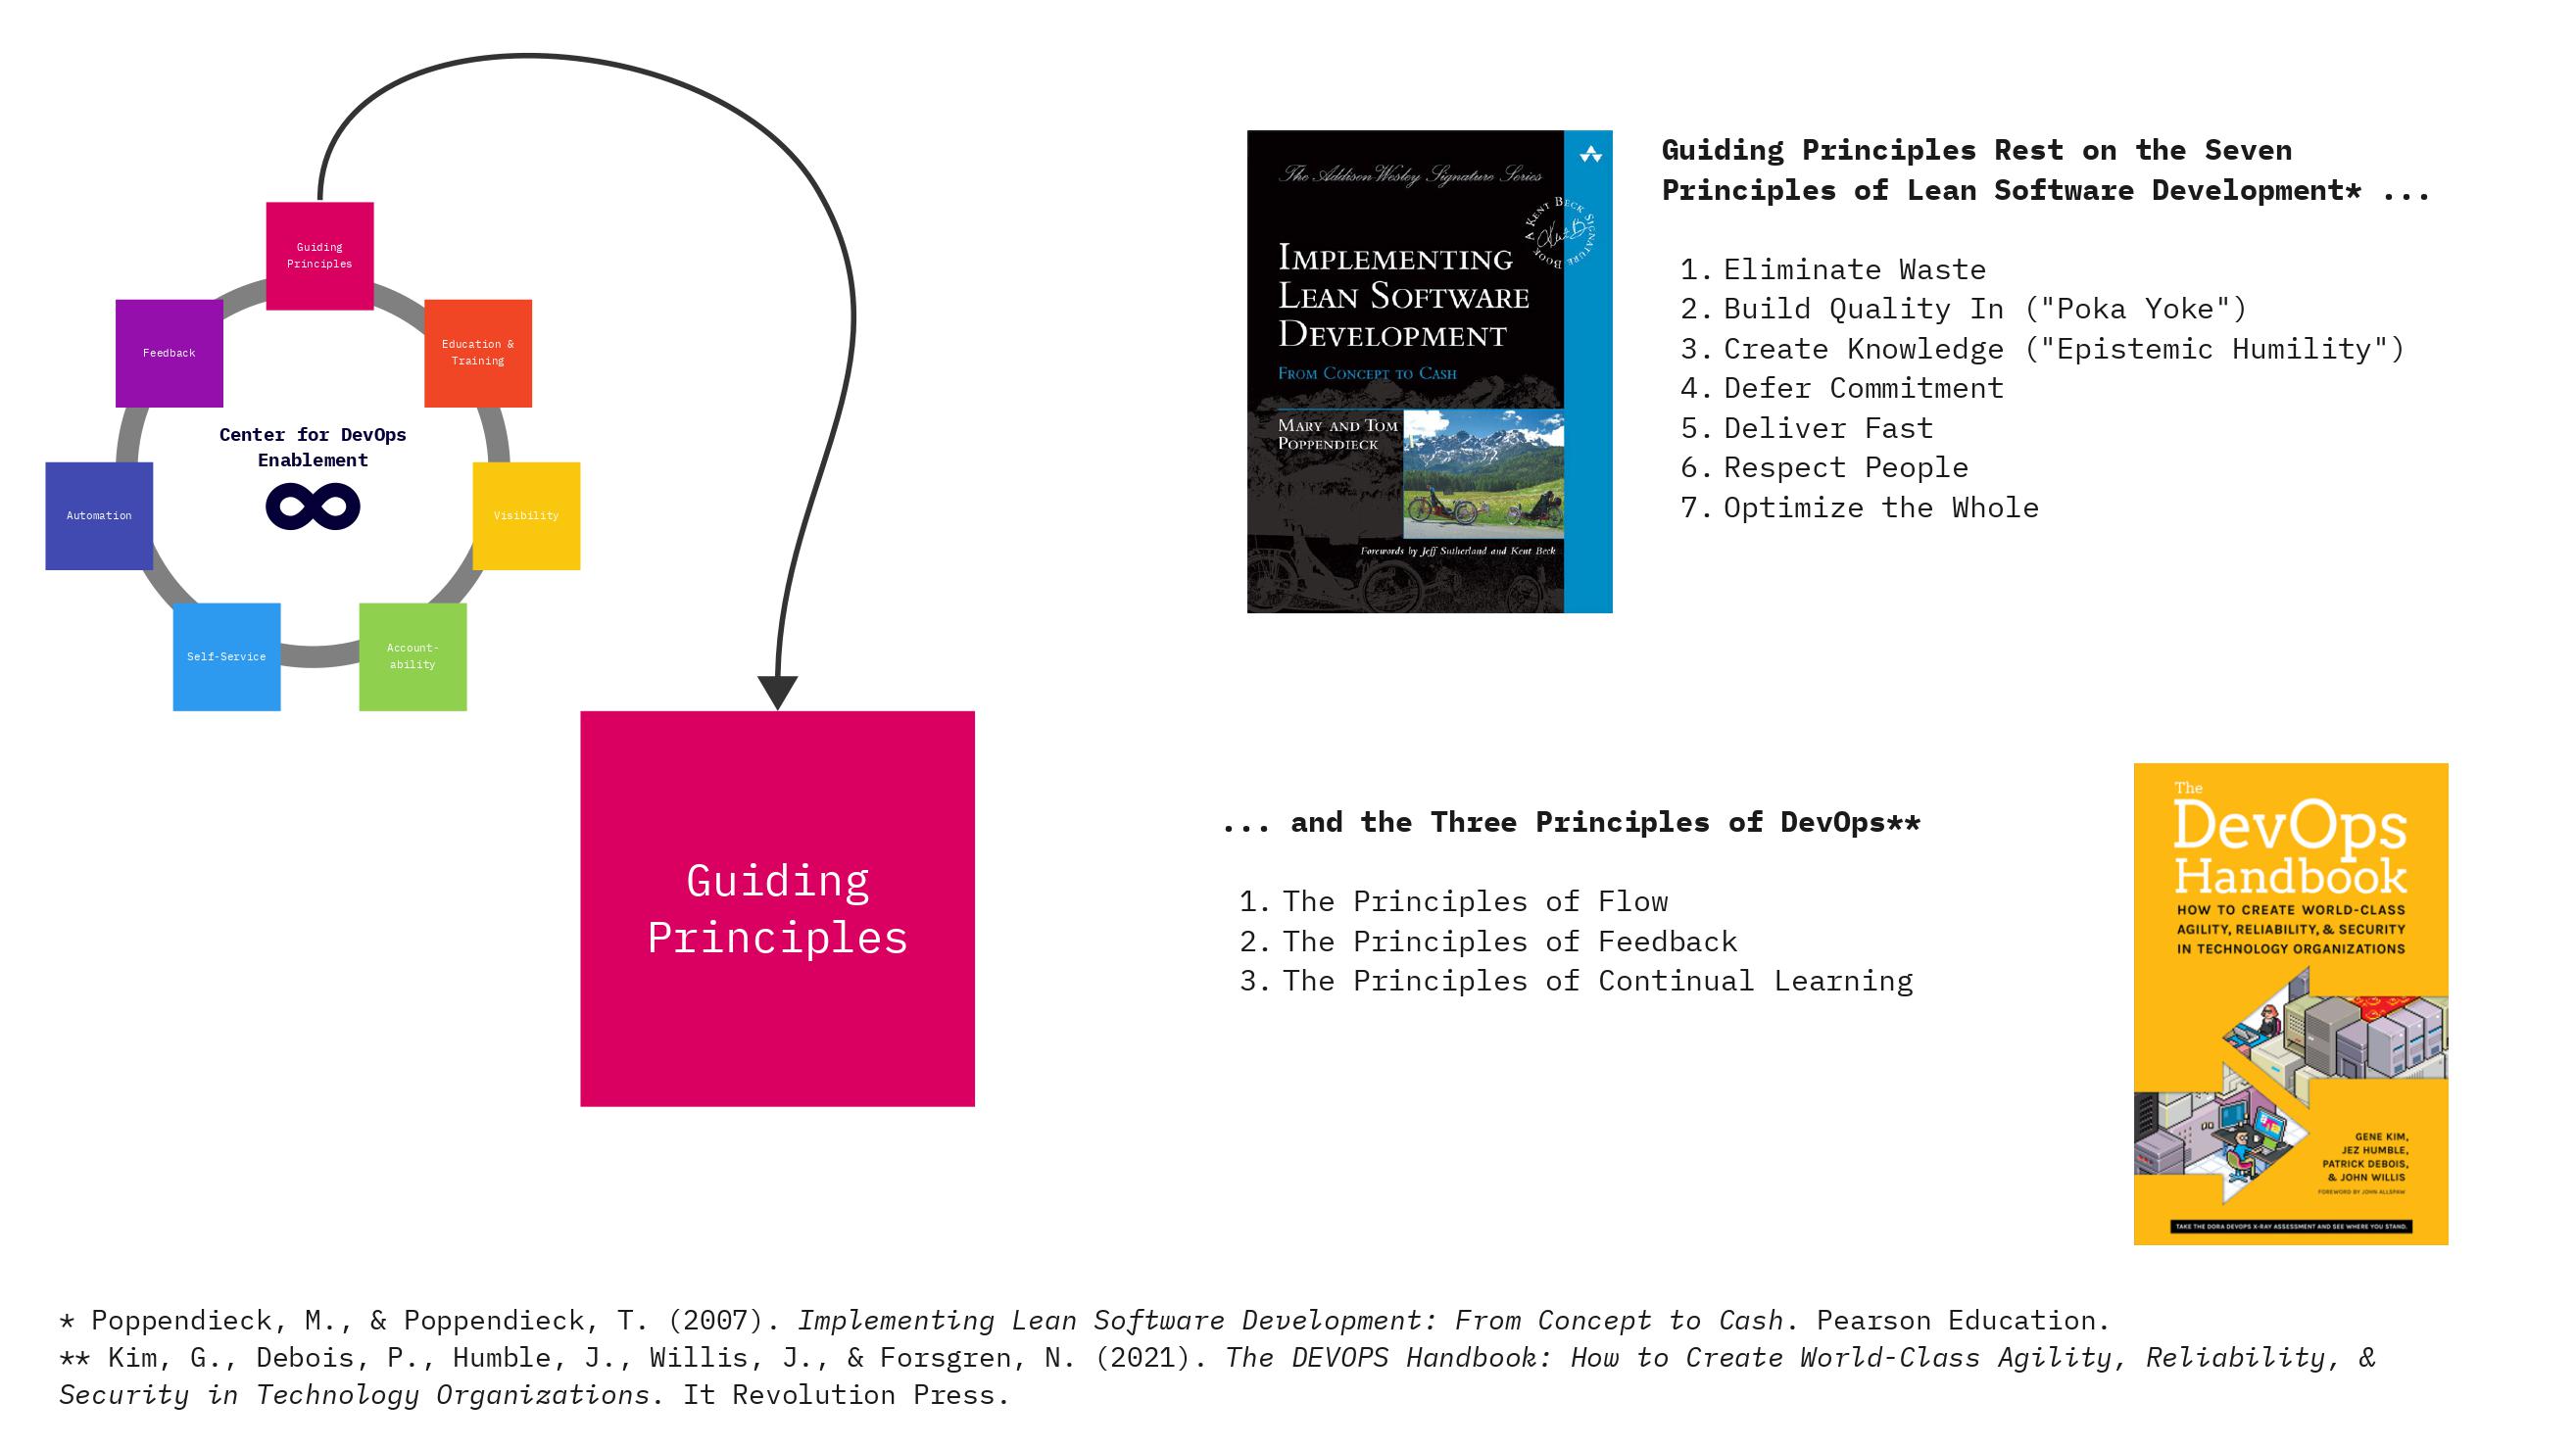 Guiding
Principles
Feedback
Education &
Training
Center for DevOps
Enablement
Automation
Visibility
Self-Service
Account-
ability
Guiding
Principles
The Addison Wesley Signature Series
A KENT BECK SIGNATURE BOOK
IMPLEMENTING
LEAN SOFTWARE
DEVELOPMENT
FROM CONCEPT TO CASH
MARY AND TOM
POPPENDIECK
Forewords by Jeff Sutherland and Kent Beck
Guiding Principles Rest on the Seven
Principles of Lean Software Development* ...
1. Eliminate Waste
2. Build Quality In ("Poka Yoke")
3. Create Knowledge ("Epistemic Humility")
4. Defer Commitment
5. Deliver Fast
6. Respect People
7. Optimize the Whole
... and the Three Principles of DevOps**
1. The Principles of Flow
2. The Principles of Feedback
3. The Principles of Continual Learning
The
DevOps
Handbook
HOW TO CREATE WORLD-CLASS
AGILITY, RELIABILITY, & SECURITY
IN TECHNOLOGY ORGANIZATIONS
GENE KIM,
JEZ HUMBLE,
PATRICK DEBOIS,
& JOHN WILLIS
FOREWORD BY JOHN ALLSPAW
TAKE THE DORA DEVOPS X-RAY ASSESSMENT AND SEE WHERE YOU STAND.
* Poppendieck, M., & Poppendieck, T. (2007). Implementing Lean Software Development: From Concept to Cash. Pearson Education.
** Kim, G., Debois, P., Humble, J., Willis, J., & Forsgren, N. (2021). The DEVOPS Handbook: How to Create World-Class Agility, Reliability, &
Security in Technology Organizations. It Revolution Press.